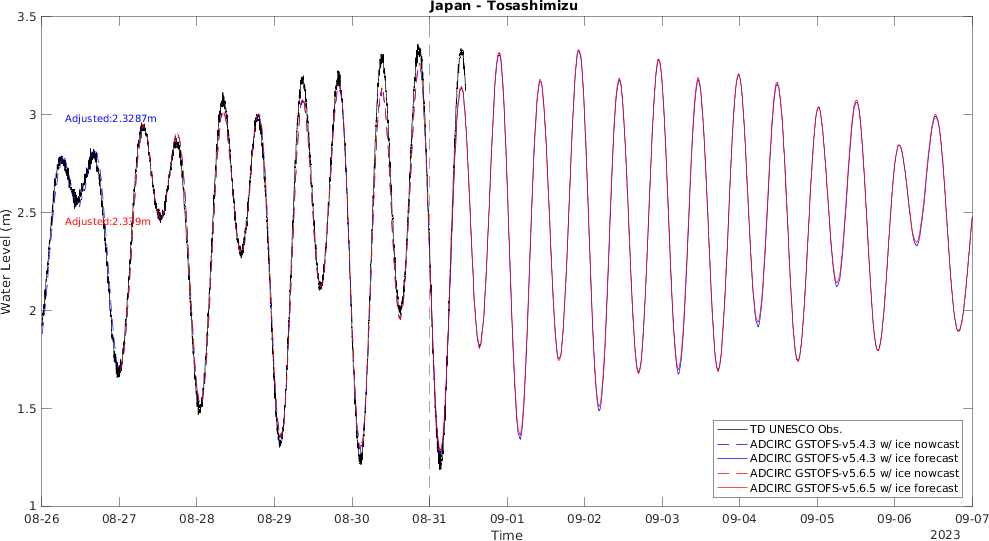 Japan - Tosashimizu
3.5
3
2.5
2
1.5
1
Water Level (m)
Adjusted:2.3287m
Adjusted:2.339m
TD UNESCO Obs.
ADCIRC GSTOFS-v5.4.3 w/ ice nowcast
ADCIRC GSTOFS-v5.4.3 w/ ice forecast
ADCIRC GSTOFS-v5.6.5 w/ ice nowcast
ADCIRC GSTOFS-v5.6.5 w/ ice forecast
08-26 08-27 08-28 08-29 08-30 08-31 09-01 09-02 09-03 09-04 09-05 09-06 09-07
Time
2023